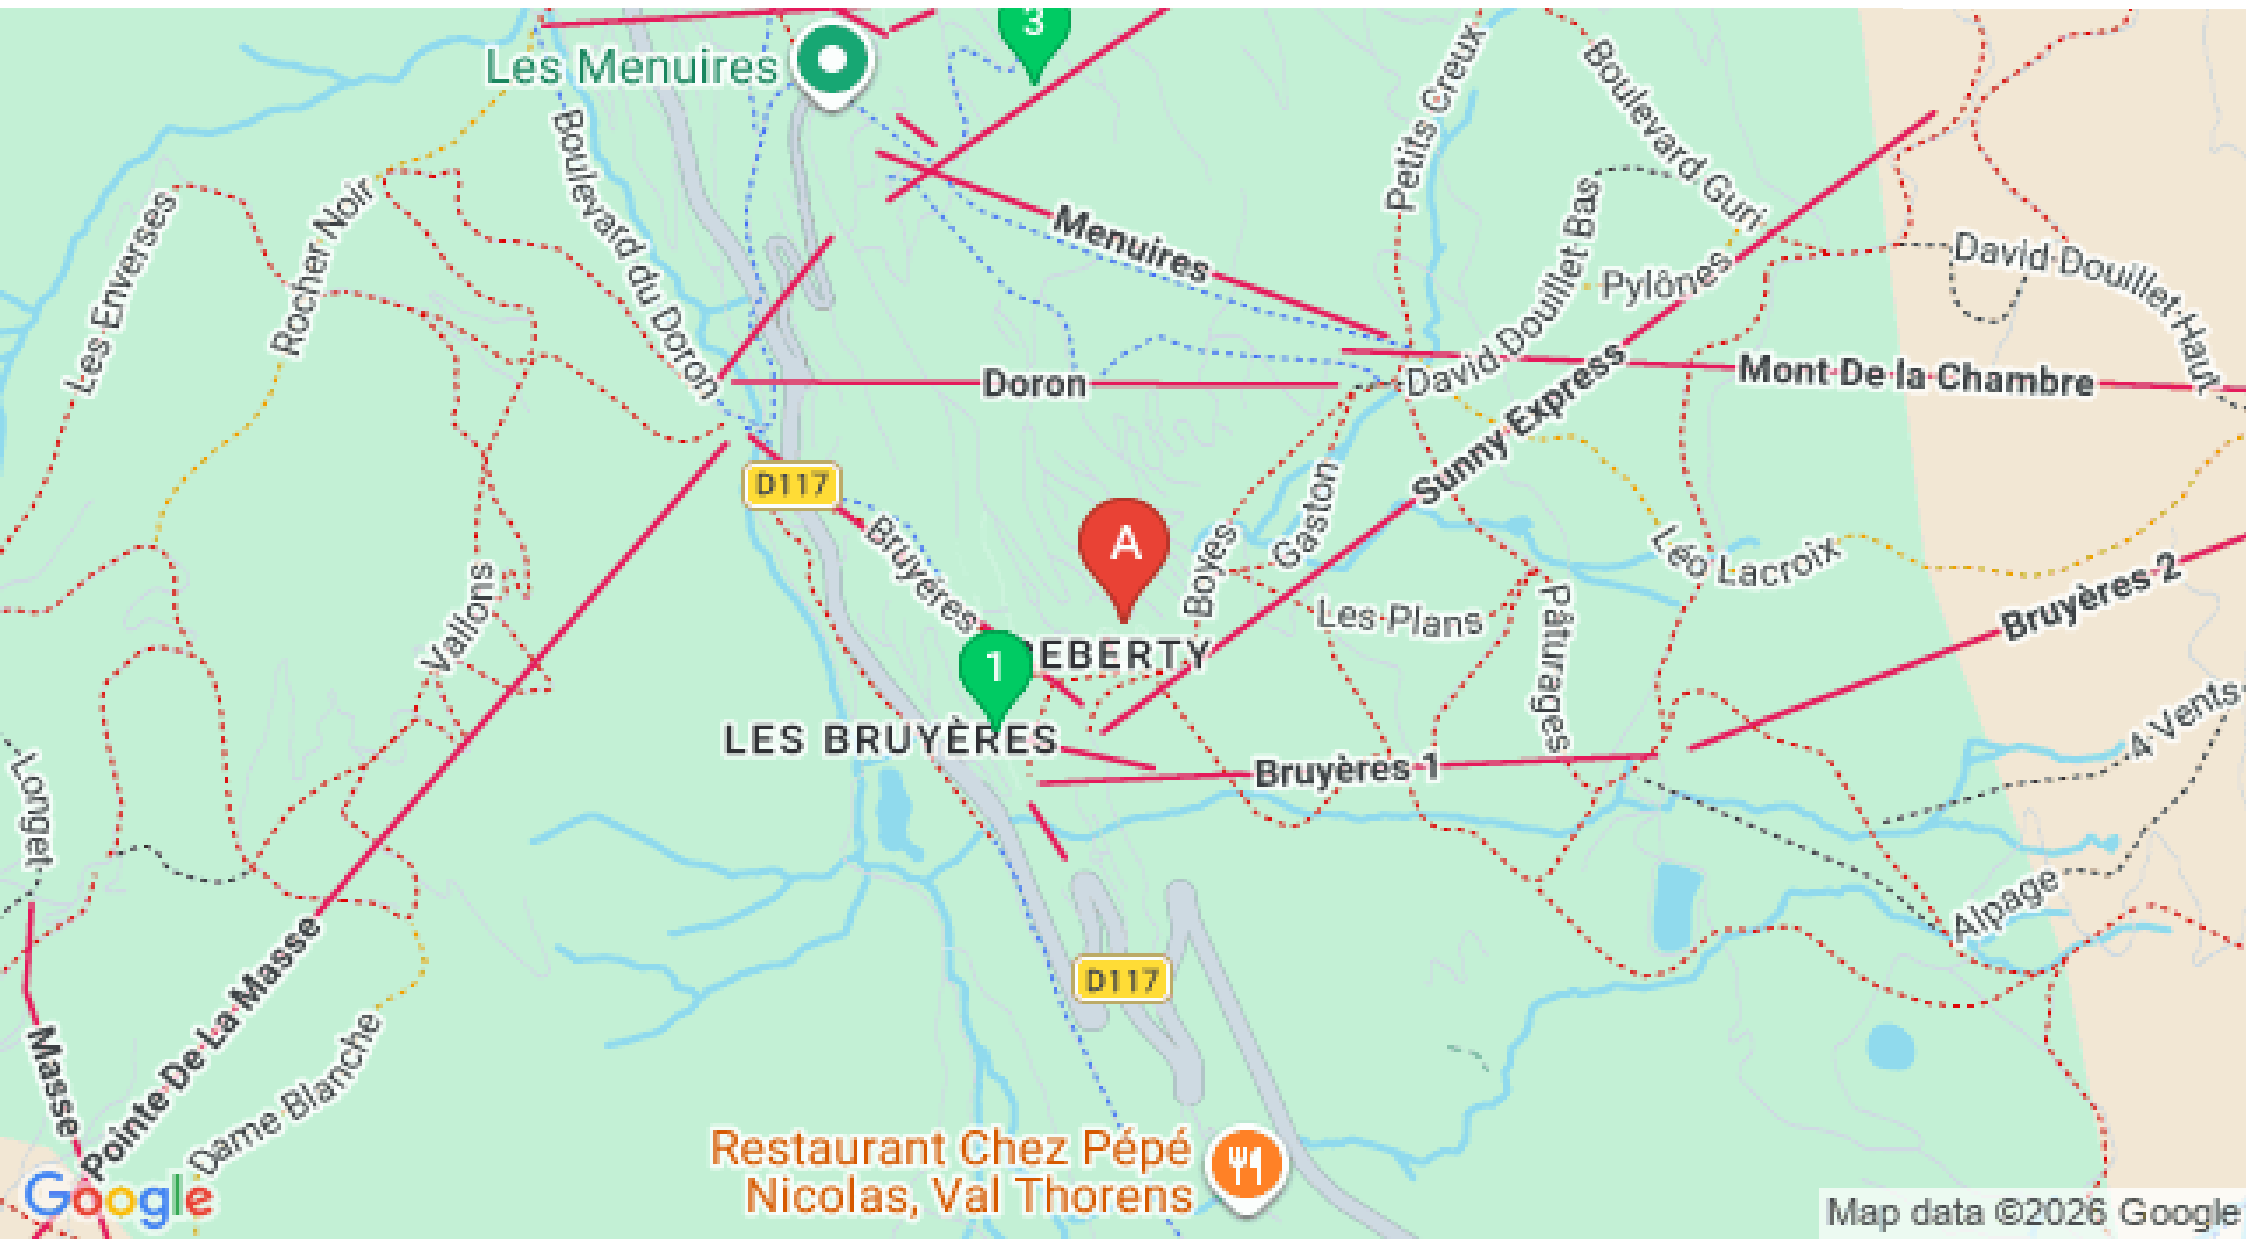 3
Les Menuires
Boulevard du Doron
Petits Creux
Boulevard Guri
Les Enverses
Rocher Noir
Menuires
David Douillet Bas
Pylônes
David Douillet Haut
Doron
Mont De la Chambre
Sunny Express
D117
Bruyères
A
Boyes
Gaston
Léo Lacroix
Les Plans
Pâturages
Bruyères 2
Vallons
EBERTY
1
LES BRUYÈRES
Bruyères 1
4 Vents
Longet
Alpage
D117
Pointe De La Masse
Masse
Dame Blanche
Restaurant Chez Pépé
Nicolas, Val Thorens
Google
Map data ©2026 Google